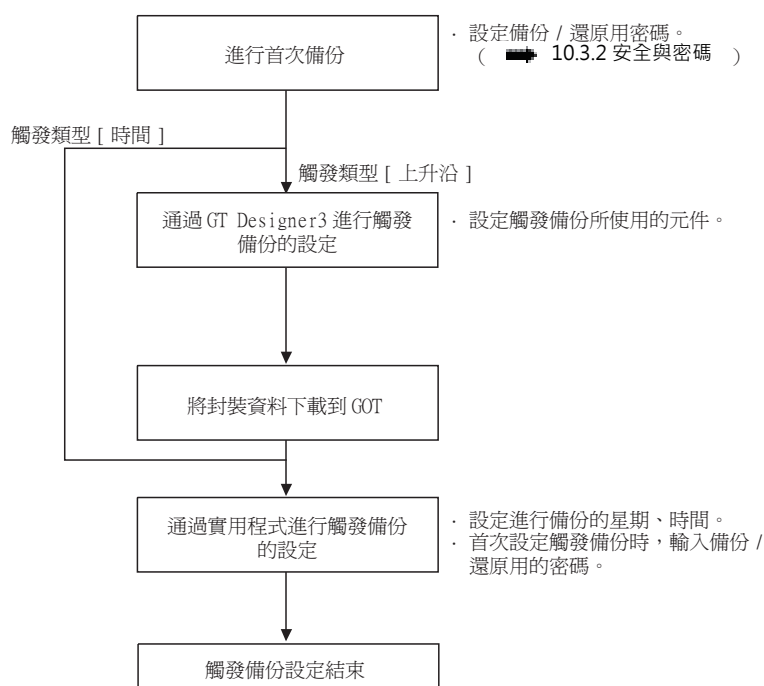 進行首次備份
· 設定備份 / 還原用密碼。
( 10.3.2 安全與密碼 )
觸發類型 [ 時間 ]
觸發類型 [ 上升沿 ]
通過 GT Designer3 進行觸發
備份的設定
· 設定觸發備份所使用的元件。
將封裝資料下載到 GOT
通過實用程式進行觸發備份
的設定
· 設定進行備份的星期、時間。
· 首次設定觸發備份時，輸入備份 /
還原用的密碼。
觸發備份設定結束